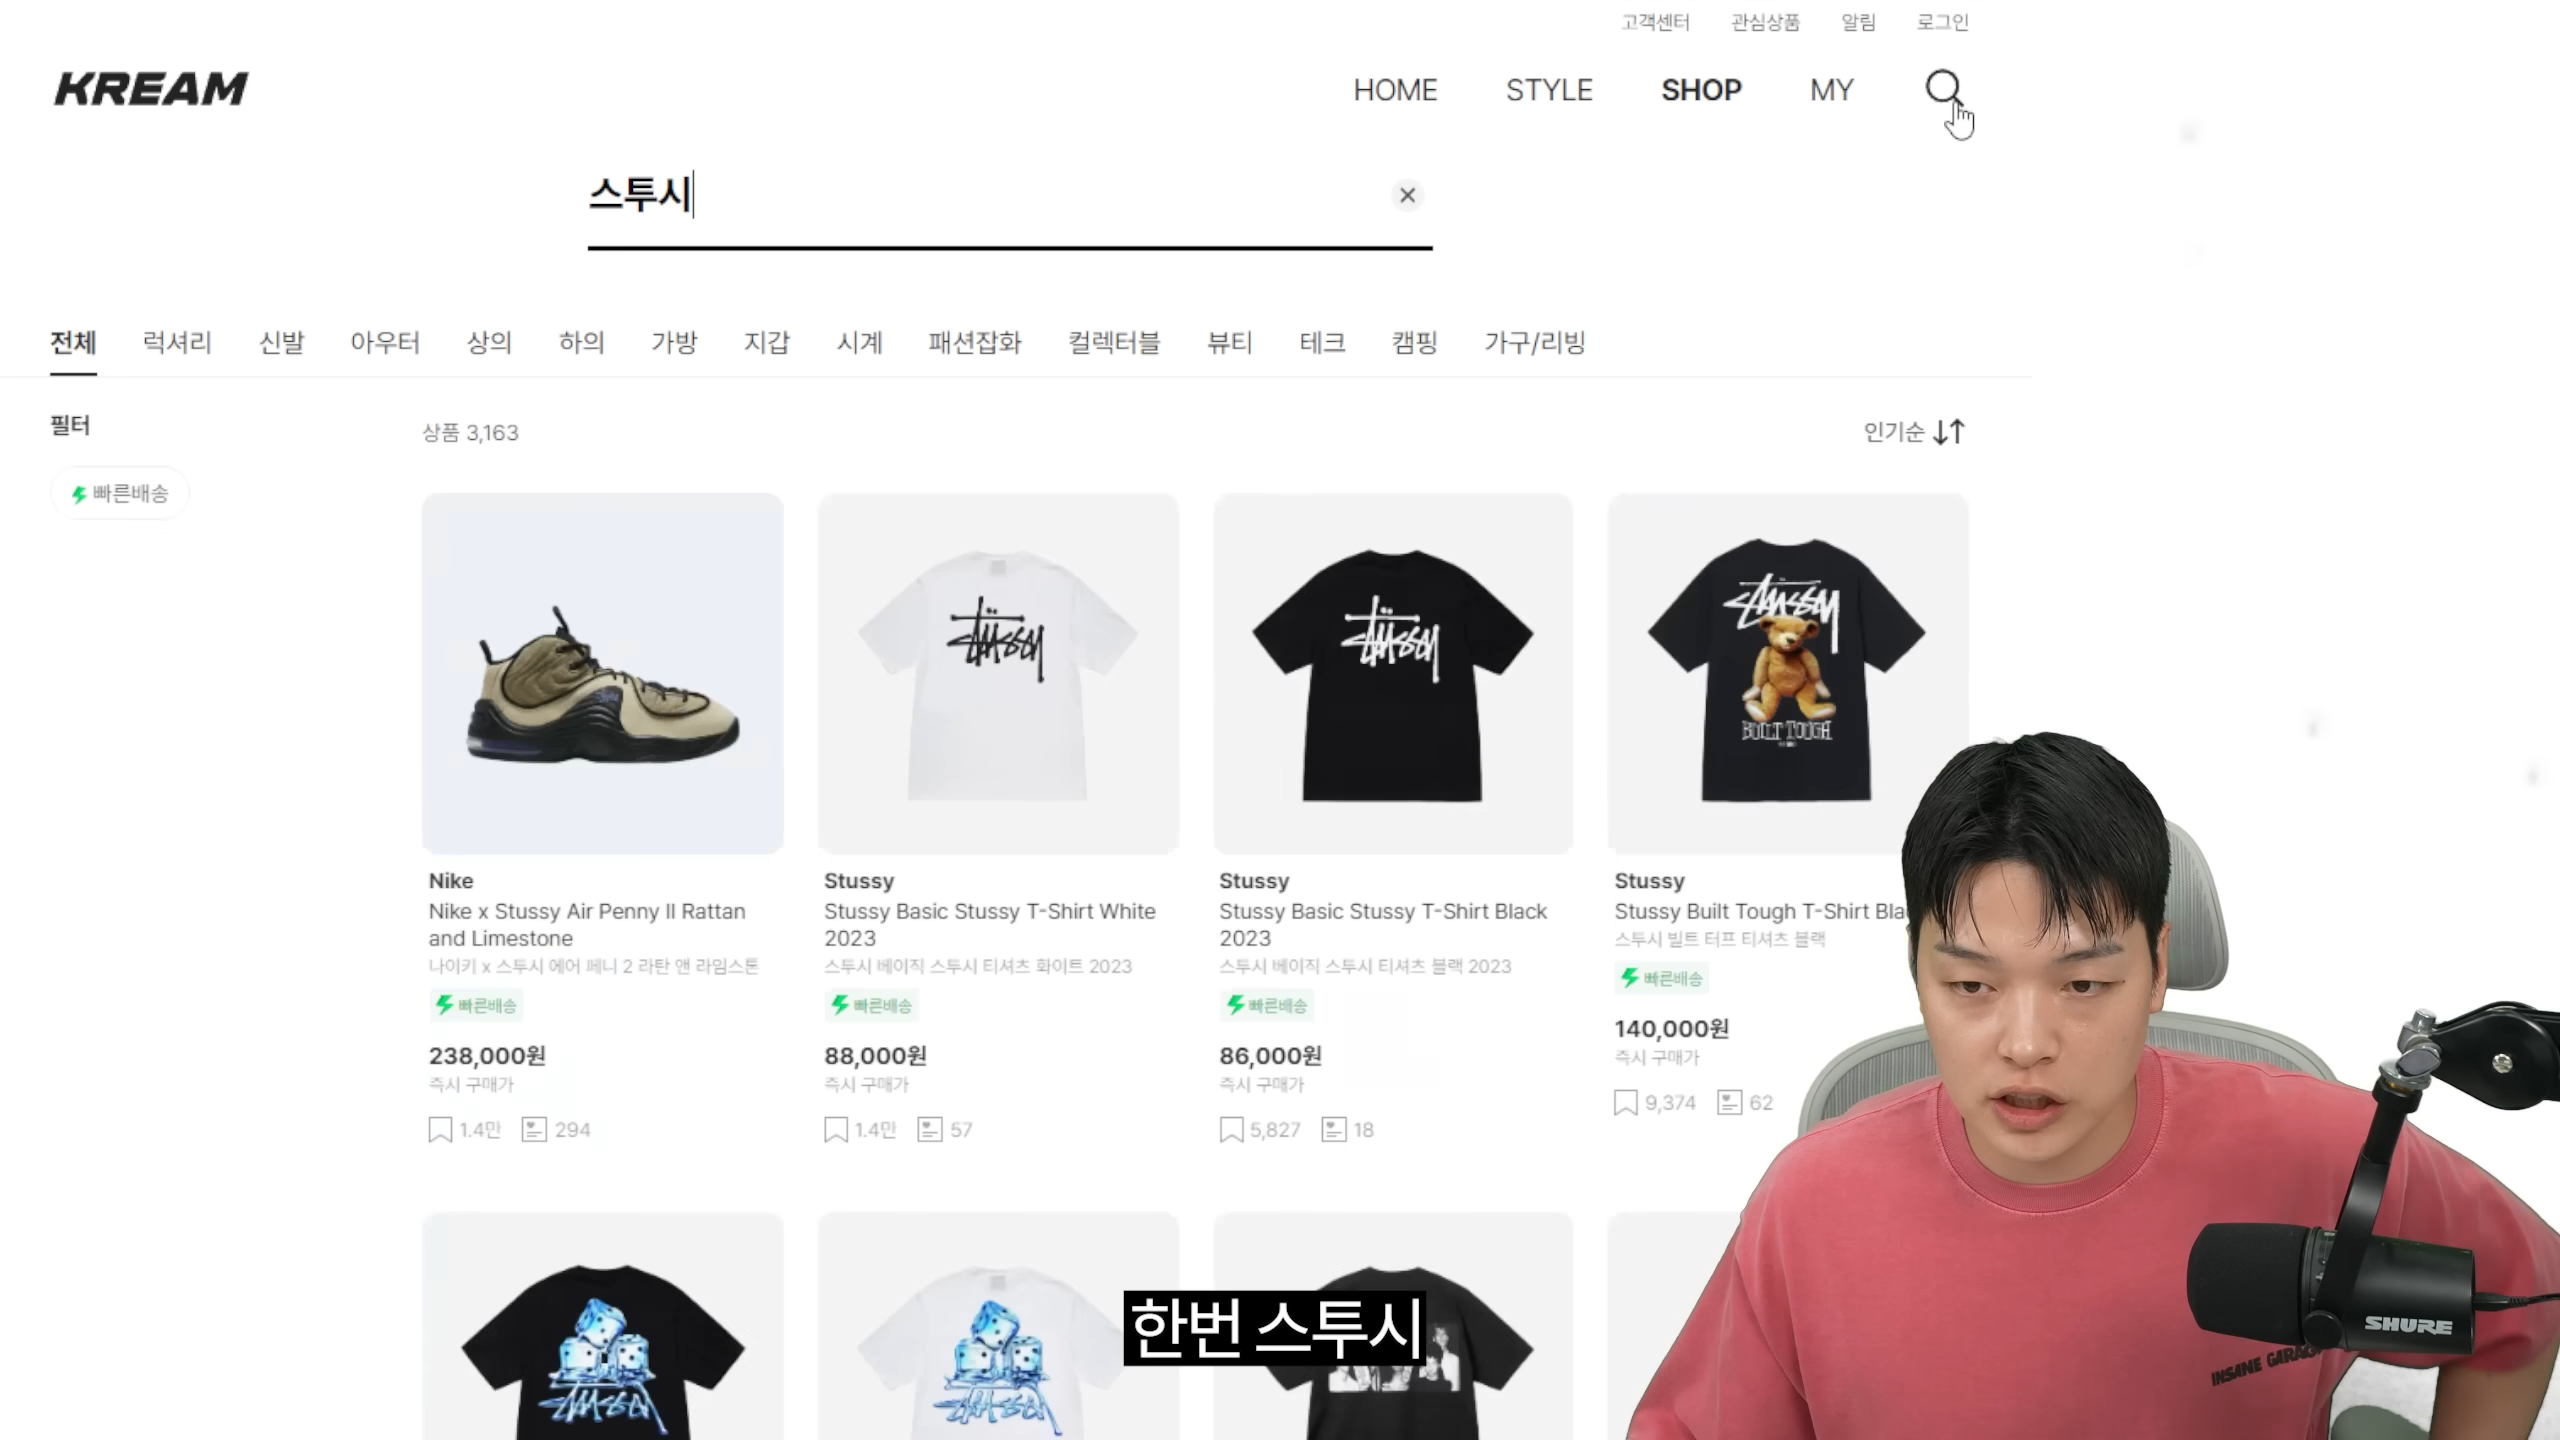 고객센터 관심상품 알림 로그인
KREAM
HOME STYLE SHOP MY
스투시
전체 럭셔리 신발 아우터 상의 하의 가방 지갑 시계 패션잡화 컬렉터블 뷰티 테크 캠핑 가구/리빙
필터
상품 3,163
인기순
빠른배송
Stussy
Stussy
Stussy
BUILT TOUGH
Nike
Nike x Stussy Air Penny II Rattan
and Limestone
나이키 x 스투시 에어 페니 2 라탄 앤 라임스톤
빠른배송
238,000원
즉시 구매가
1.4만 294
Stussy
Stussy Basic Stussy T-Shirt White
2023
스투시 베이직 스투시 티셔츠 화이트 2023
빠른배송
88,000원
즉시 구매가
1.4만 57
Stussy
Stussy Basic Stussy T-Shirt Black
2023
스투시 베이직 스투시 티셔츠 블랙 2023
빠른배송
86,000원
즉시 구매가
5,827 18
Stussy
Stussy Built Tough T-Shirt
스투시 빌트 터프 티셔츠 블랙
빠른배송
140,000원
즉시 구매가
9,374 62
Stussy
Stussy
한번 스투시
SHURE
INSANE